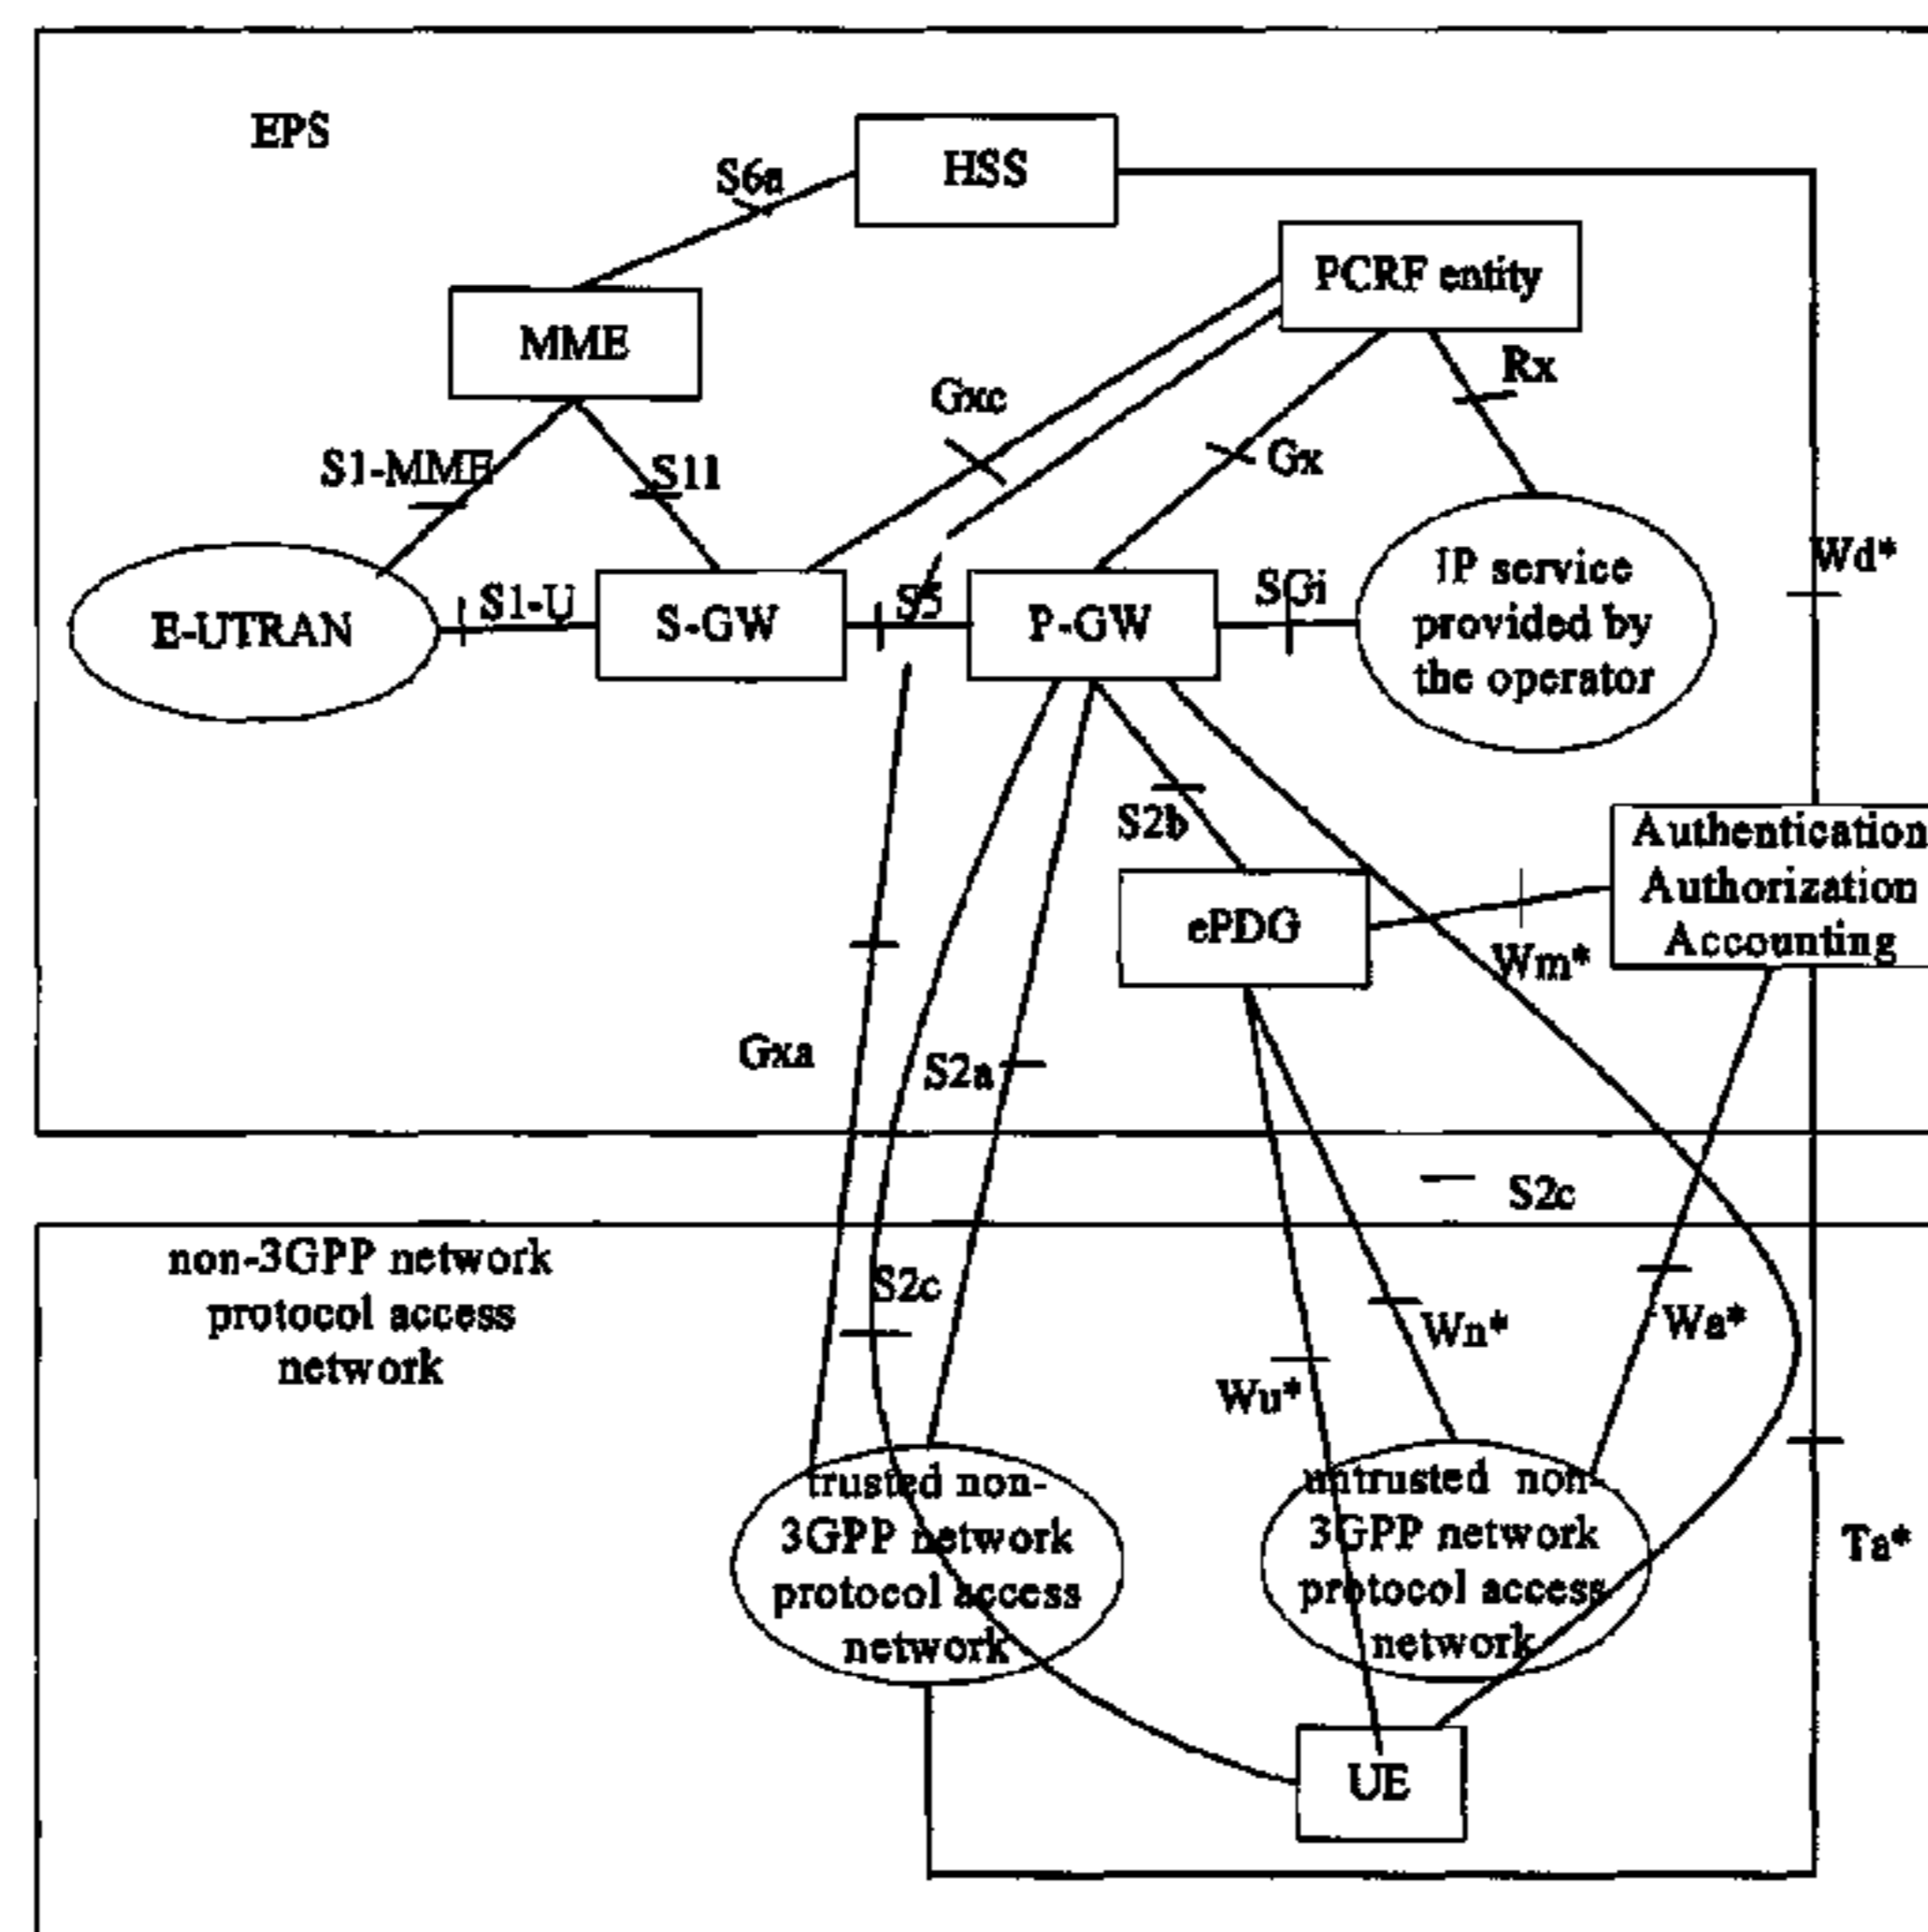 EPS
HSS
S6a
PCRF entity
MME
Rx
Gxc
S1-MME
S11
Gx
Wd*
IP service
provided by
the operator
E-UTRAN
S1-U
S-GW
S5
P-GW
SGi
S2b
Authentication
Authorization
Accounting
ePDG
Wm*
Gxa
S2a
S2c
non-3GPP network
protocol access
network
S2c
Wn*
Wa*
Wu*
trusted non-
3GPP network
protocol access
network
untrusted non-
3GPP network
protocol access
network
Ta*
UE